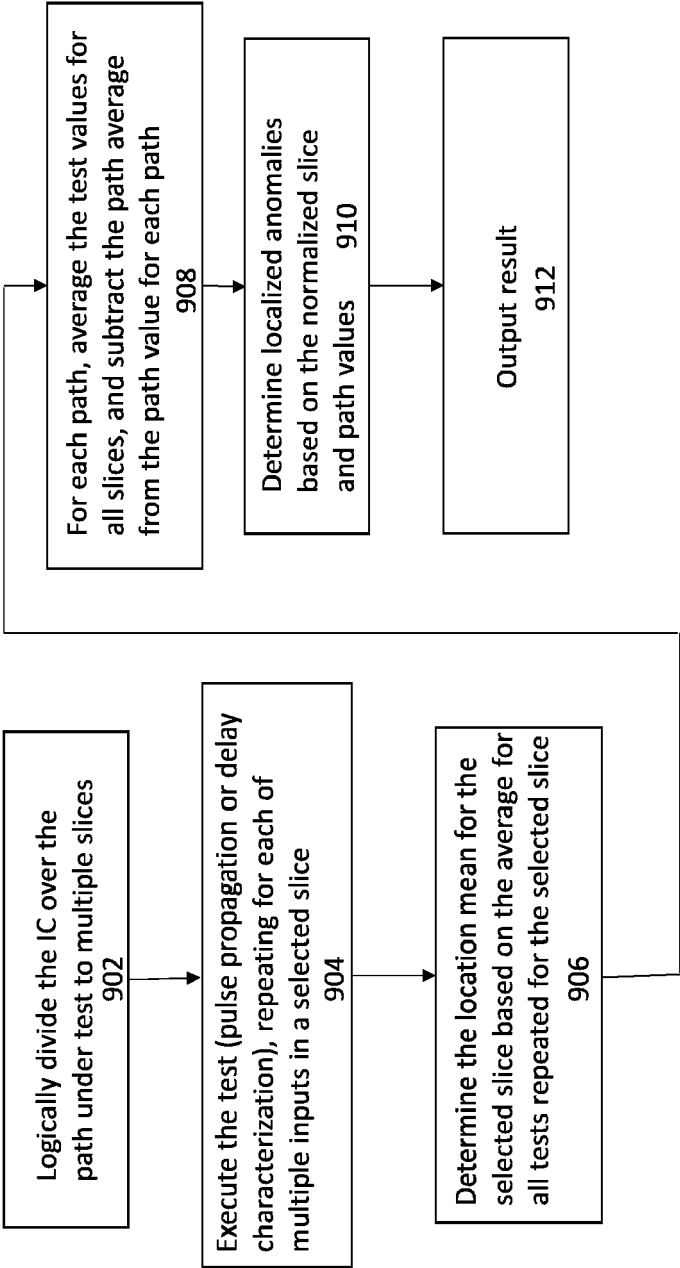 Logically divide the IC over the
path under test to multiple slices
902
Execute the test (pulse propagation or delay
characterization), repeating for each of
multiple inputs in a selected slice
904
Determine the location mean for the
selected slice based on the average for
all tests repeated for the selected slice
906
For each path, average the test values for
all slices, and subtract the path average
from the path value for each path
908
Determine localized anomalies
based on the normalized slice
and path values 910
Output result
912